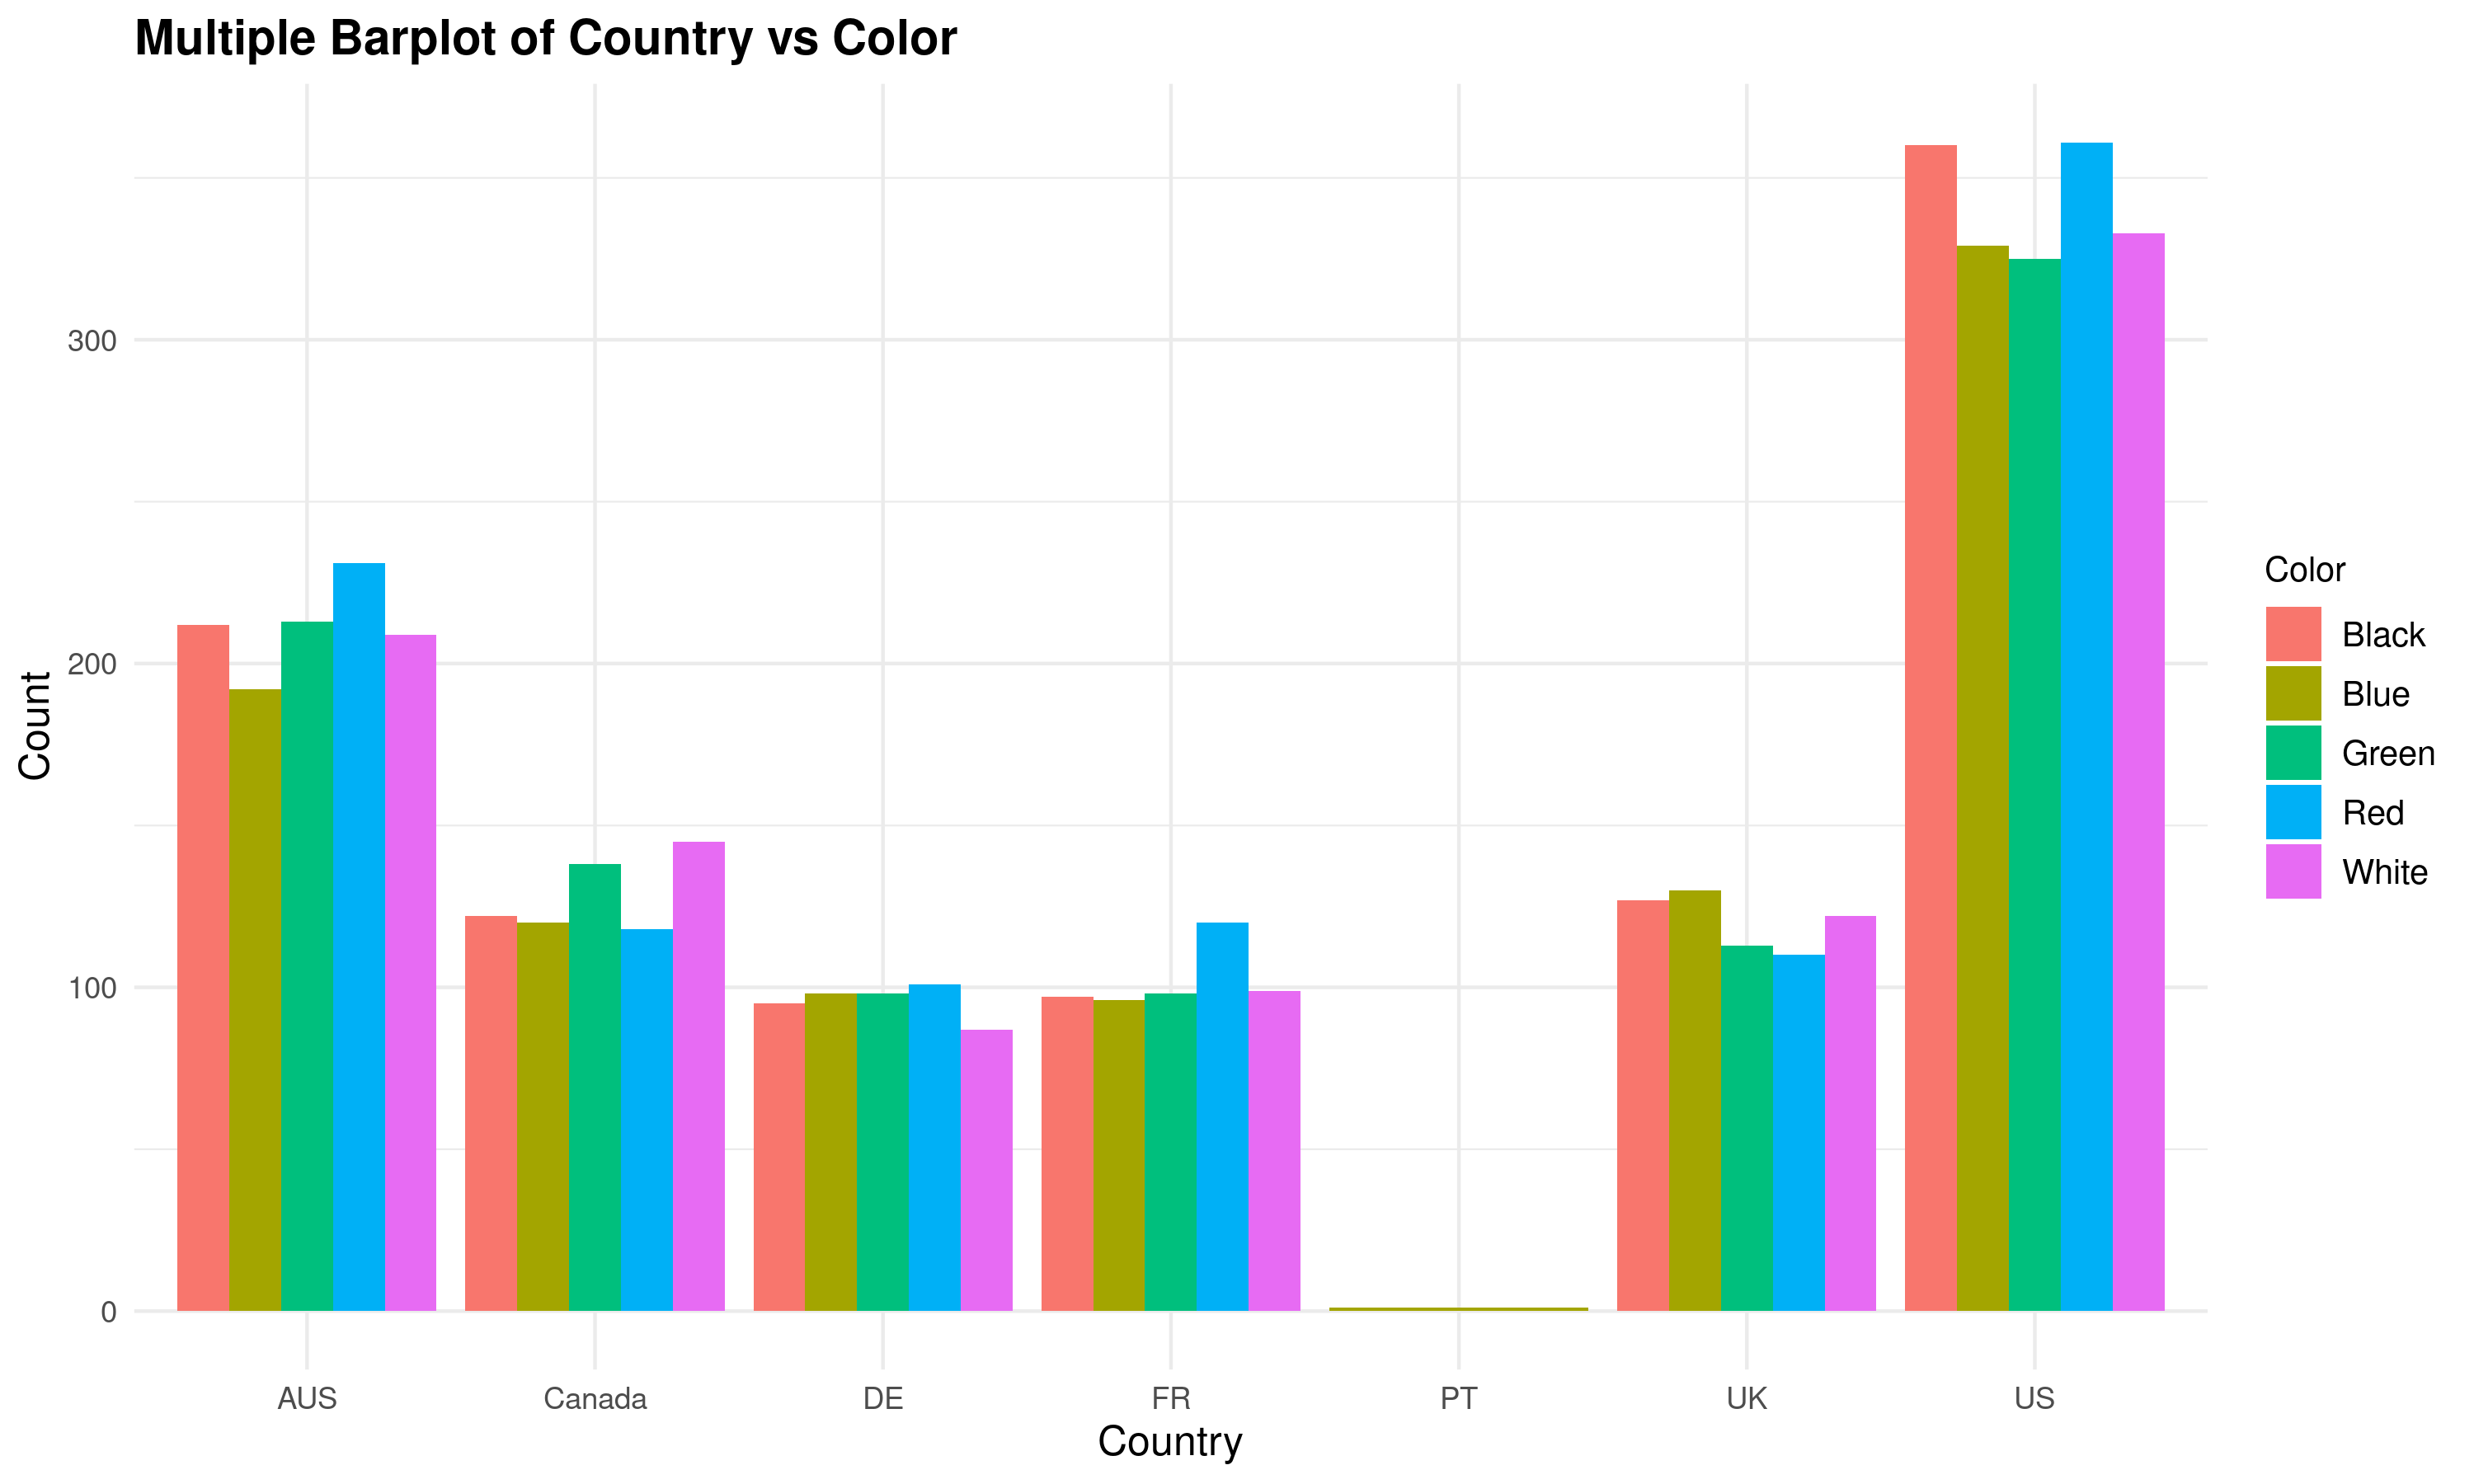 Multiple Barplot of Country vs Color
Count
300
200
100
0
AUS
Canada
DE
FR
PT
UK
US
Country
Color
Black
Blue
Green
Red
White